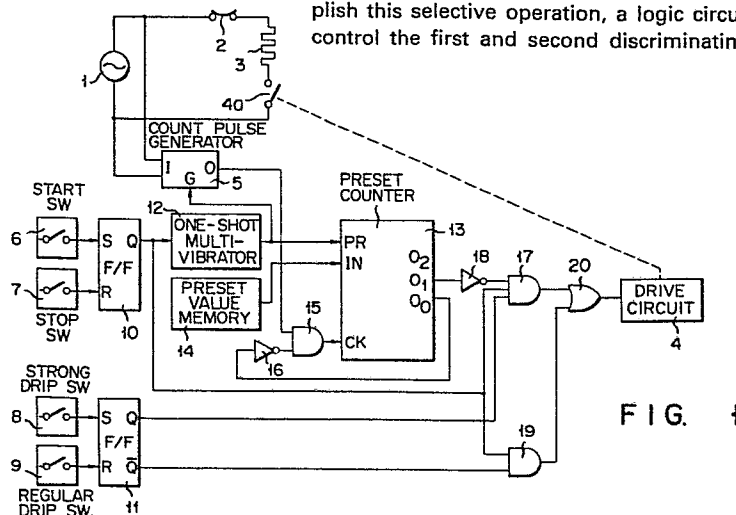 plish this selective operation, a logic circu
control the first and second discriminatin
1
2
3
4a
COUNT PULSE
GENERATOR
I O
G
5
START
SW
6
7
STOP
SW
S Q
F/F
R
10
12
ONE-SHOT
MULTI-
VIBRATOR
PRESET
VALUE
MEMORY
14
15
16
PRESET
COUNTER
13
PR
IN
CK
O2
O1
O0
18
17
20
DRIVE
CIRCUIT
4
STRONG
DRIP SW
8
9
REGULAR
DRIP SW.
S Q
F/F
R Q̅
11
19
FIG.